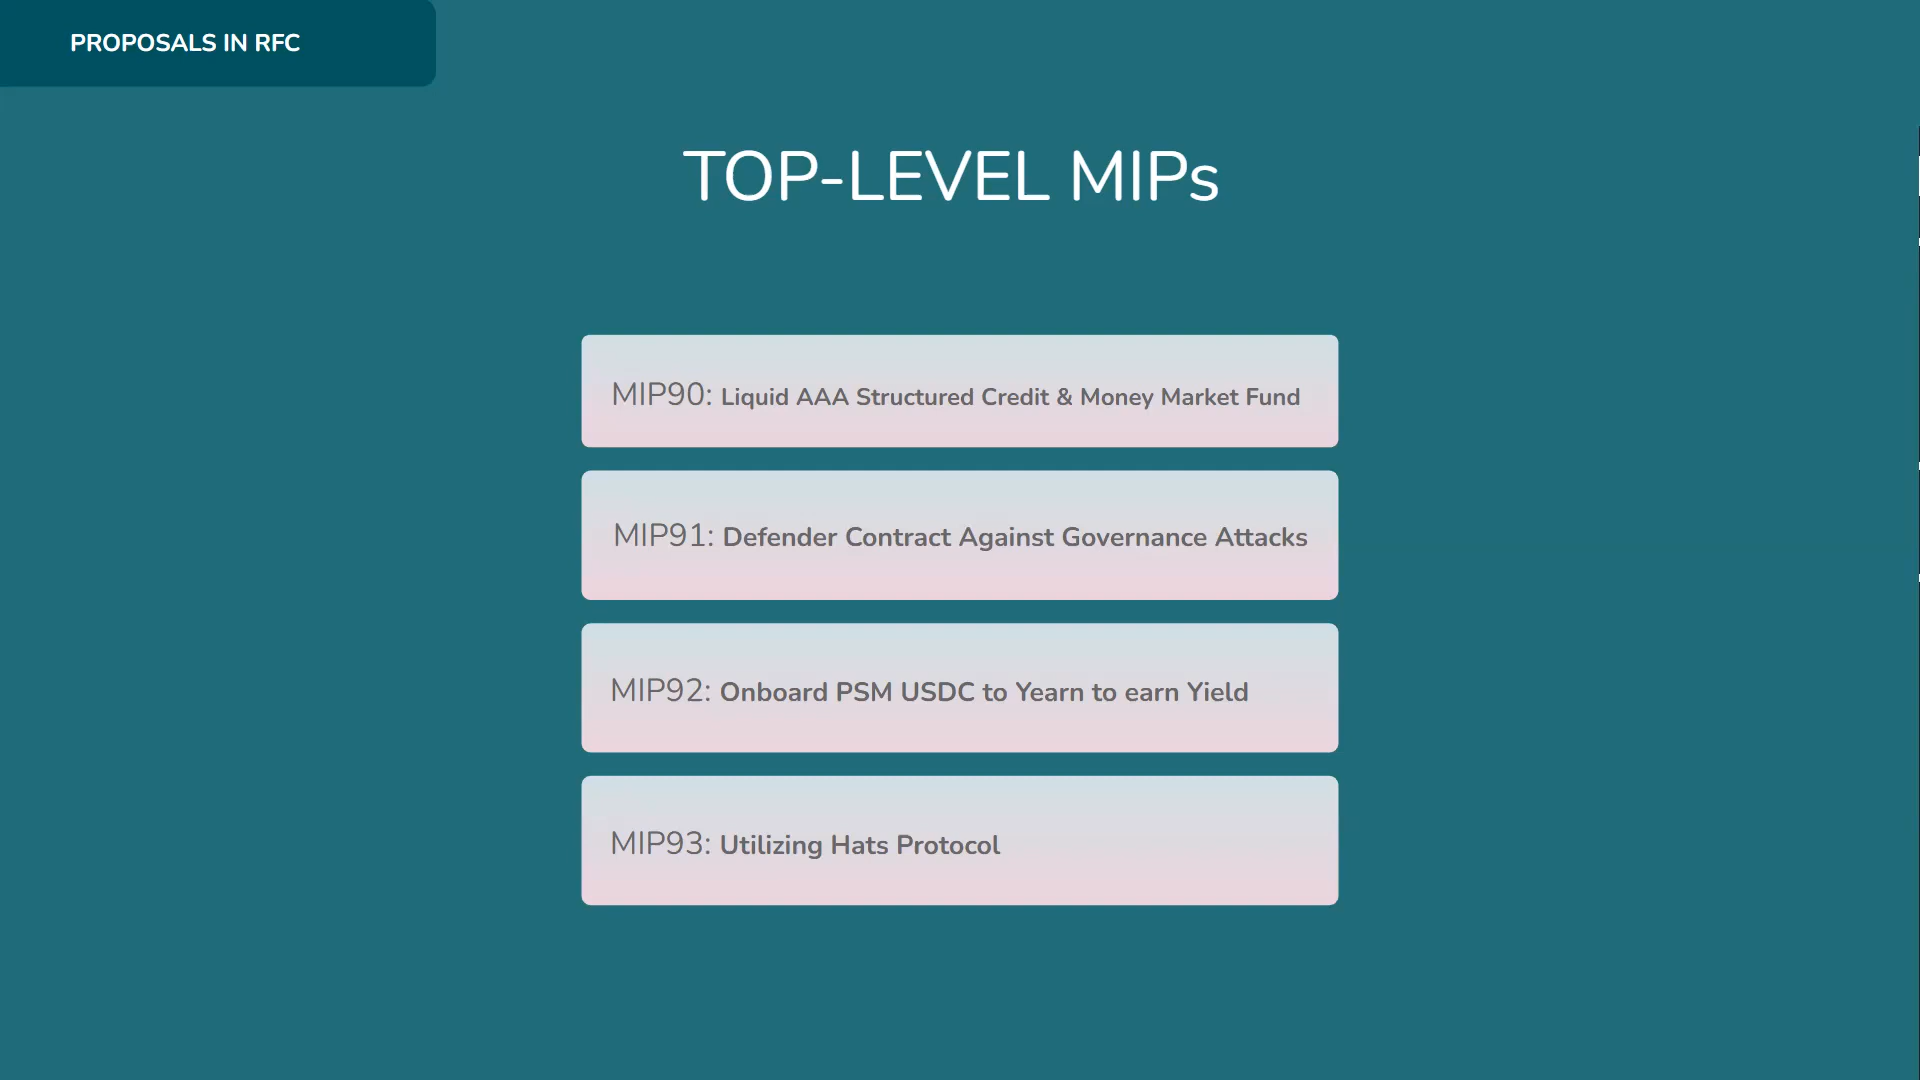 PROPOSALS IN RFC
TOP-LEVEL MIPs
MIP90: Liquid AAA Structured Credit & Money Market Fund
MIP91: Defender Contract Against Governance Attacks
MIP92: Onboard PSM USDC to Yearn to earn Yield
MIP93: Utilizing Hats Protocol